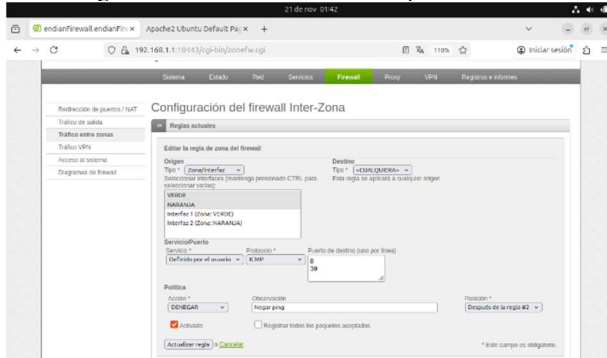 21 de nov 01:42
endianFirewall.endianFire × Apache2 Ubuntu Default Pag ×
192.168.1.1:10443/cgi-bin/zonefw.cgi 110% Iniciar sesión
Sistema Estado Red Servicios Firewall Proxy VPN Registros e informes
Configuración del firewall Inter-Zona
Redirección de puertos / NAT
Tráfico de salida
Tráfico entre zonas
Tráfico VPN
Acceso al sistema
Diagramas de firewall
Reglas actuales
Editar la regla de zona del firewall
Origen Destino
Tipo * Zona/Interfaz Tipo * <CUALQUIERA>
Seleccionar interfaces (mantenga presionado CTRL para seleccionar varias): Esta regla se aplicará a cualquier origen
VERDE
NARANJA
Interfaz 1 (Zone: VERDE)
Interfaz 2 (Zone: NARANJA)
Servicio/Puerto
Servicio * Protocolo * Puerto de destino (uno por línea)
Definido por el usuario ICMP 8
30
Política
Acción * Observación Posición *
DENEGAR Negar ping Después de la regla #2
Activado Registrar todos los paquetes aceptados
Actualizar regla o Cancelar * Este campo es obligatorio.